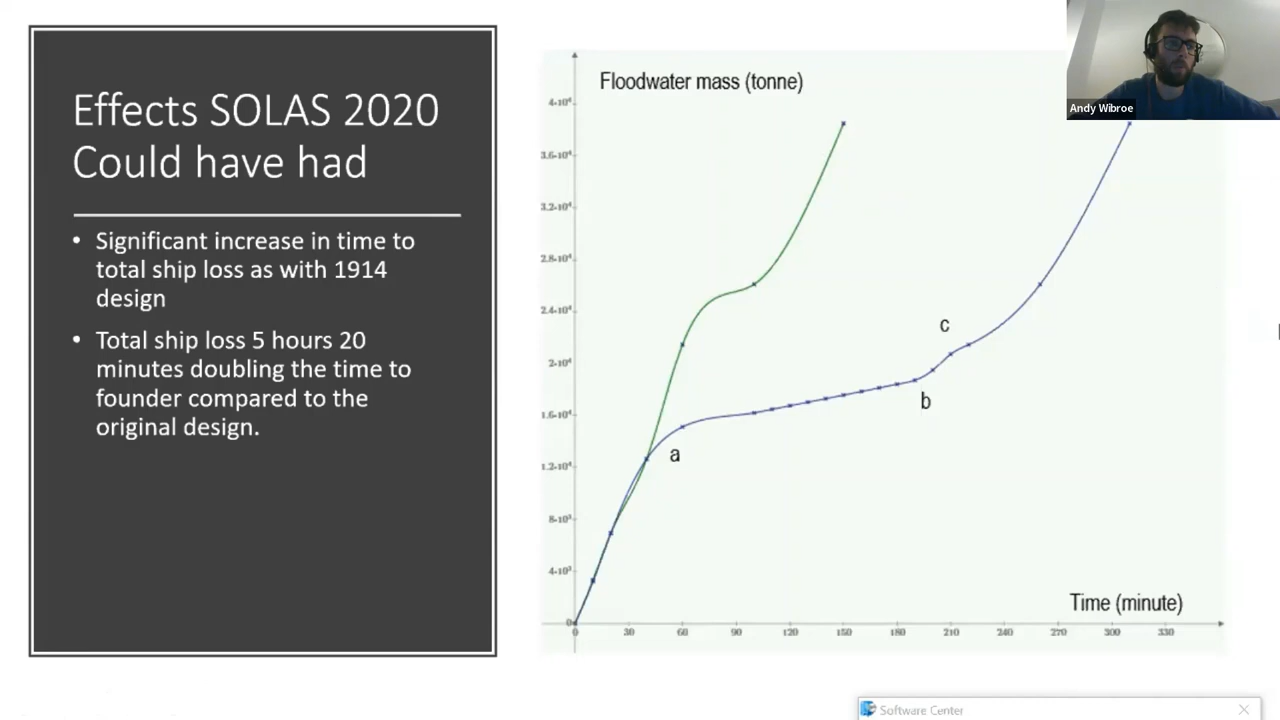 Effects SOLAS 2020
Could have had
• Significant increase in time to
total ship loss as with 1914
design
• Total ship loss 5 hours 20
minutes doubling the time to
founder compared to the
original design.
Floodwater mass (tonne)
4•10⁴
3.6•10⁴
3.2•10⁴
2.8•10⁴
2.4•10⁴
2•10⁴
1.6•10⁴
1.2•10⁴
8•10³
4•10³
0
a
b
c
0 30 60 90 120 150 180 210 240 270 300 330
Time (minute)
Andy Wibroe
Software Center